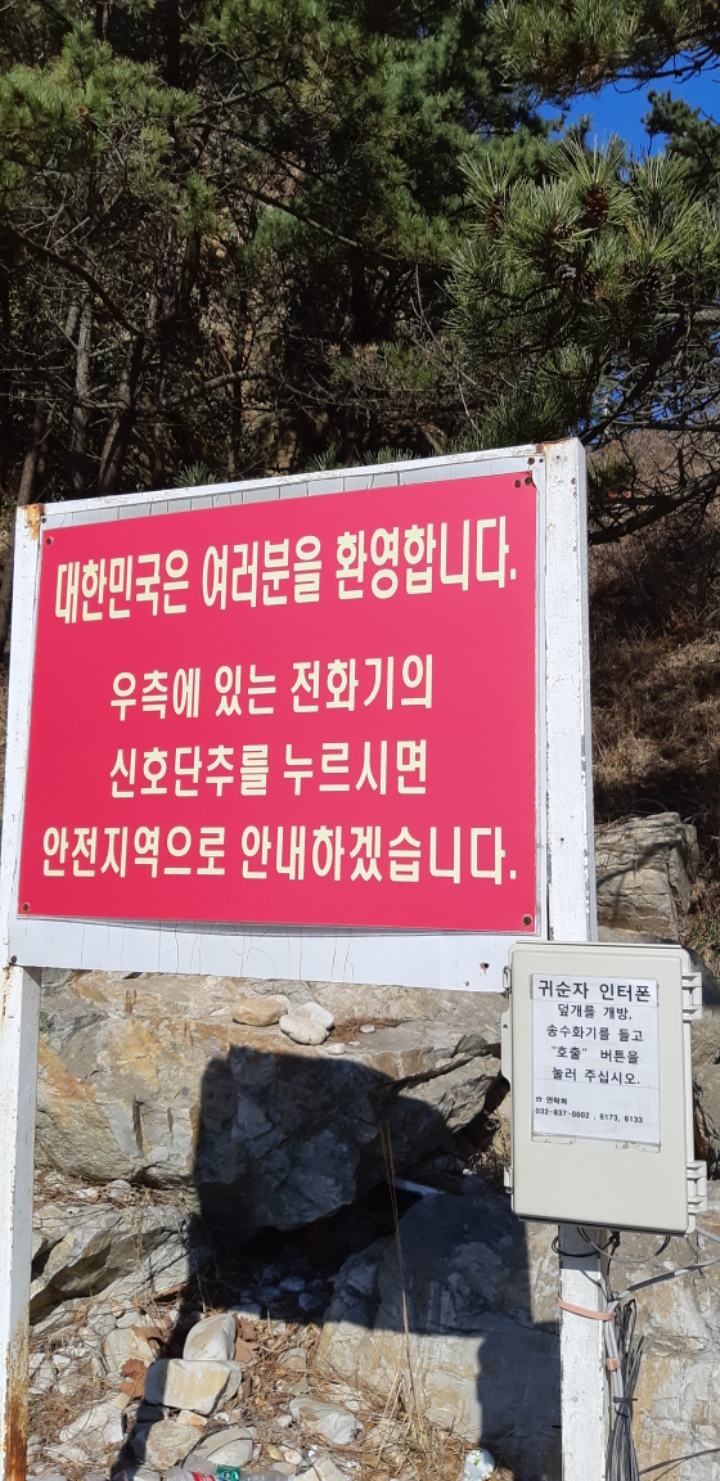 대한민국은 여러분을 환영합니다.
우측에 있는 전화기의
신호단추를 누르시면
안전지역으로 안내하겠습니다.
귀순자 인터폰
덮개를 개방,
송수화기를 들고
"호출" 버튼을
눌러 주십시오.
☎ 연락처
032-837-0002 , 6173, 6133